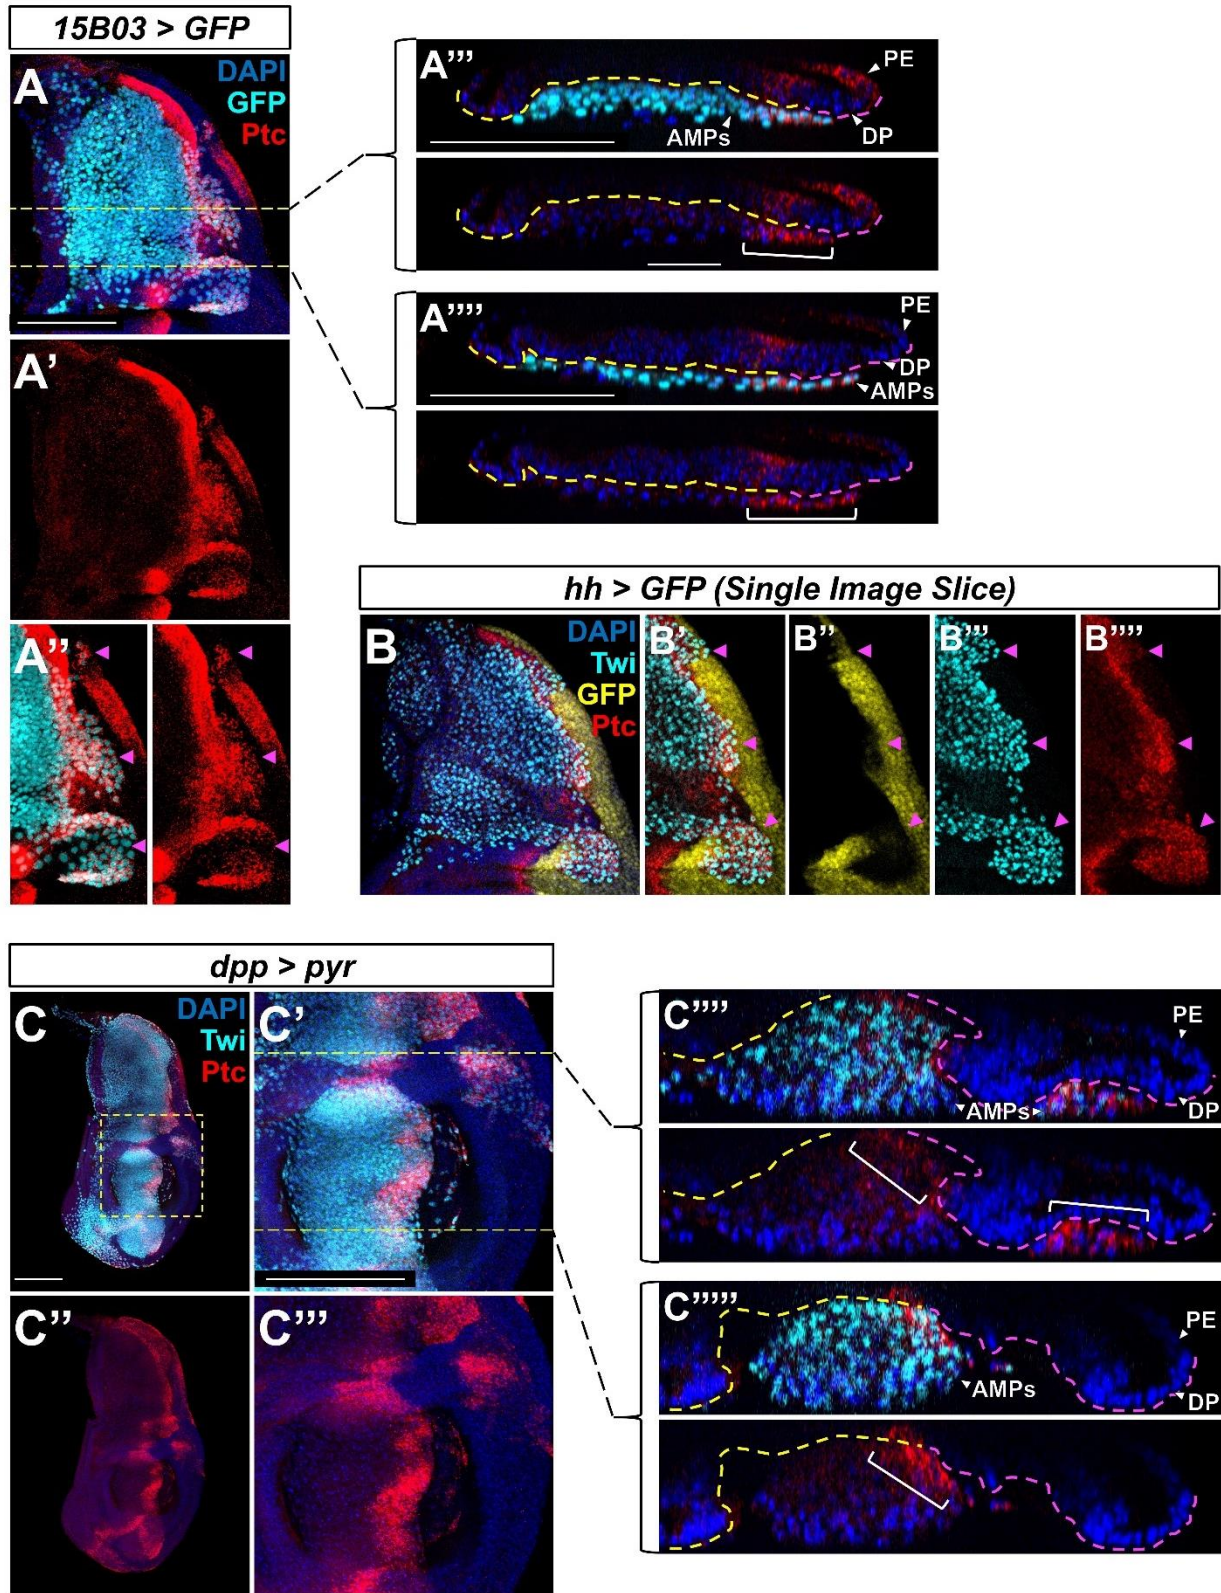 15B03 > GFP
A
DAPI
GFP
Ptc
A'''
PE
AMPs
DP
A''''
PE
DP
AMPs
A'
A''
hh > GFP (Single Image Slice)
B
DAPI
Twi
GFP
Ptc
B'
B''
B'''
B''''
dpp > pyr
C
DAPI
Twi
Ptc
C'
C''''
PE
AMPs
DP
C''
C'''
C'''''
PE
AMPs
DP